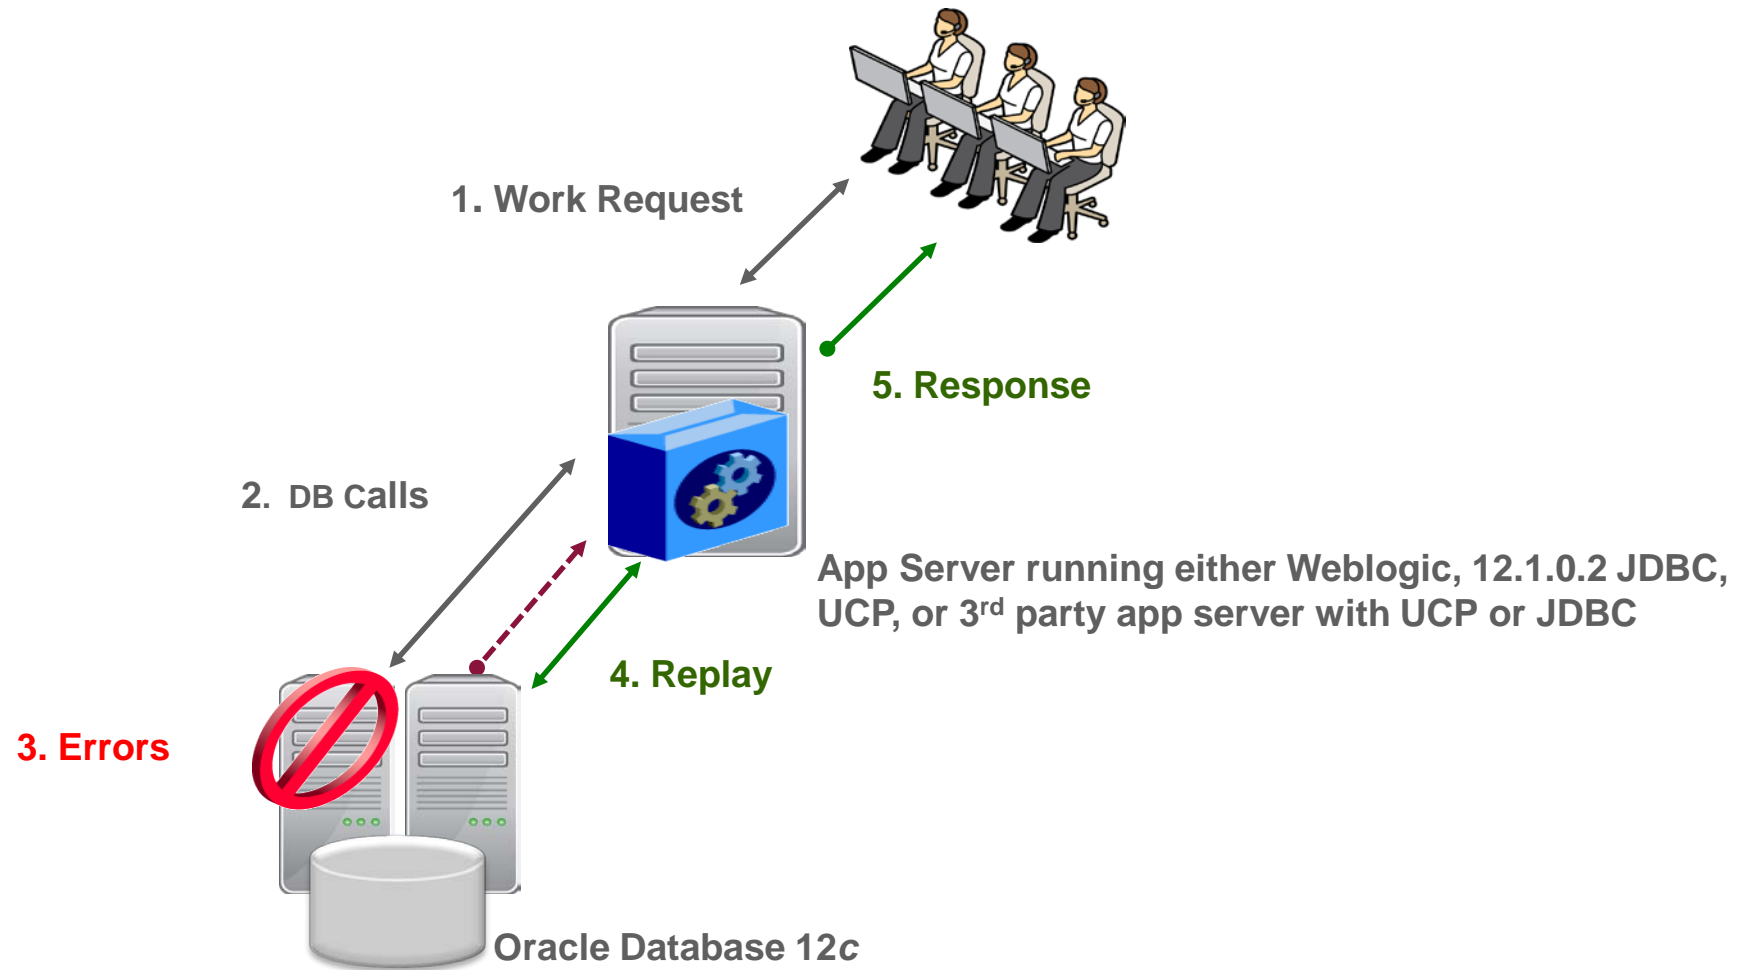 1. Work Request
5. Response
2. DB Calls
App Server running either Weblogic, 12.1.0.2 JDBC,
UCP, or 3rd party app server with UCP or JDBC
4. Replay
3. Errors
Oracle Database 12c